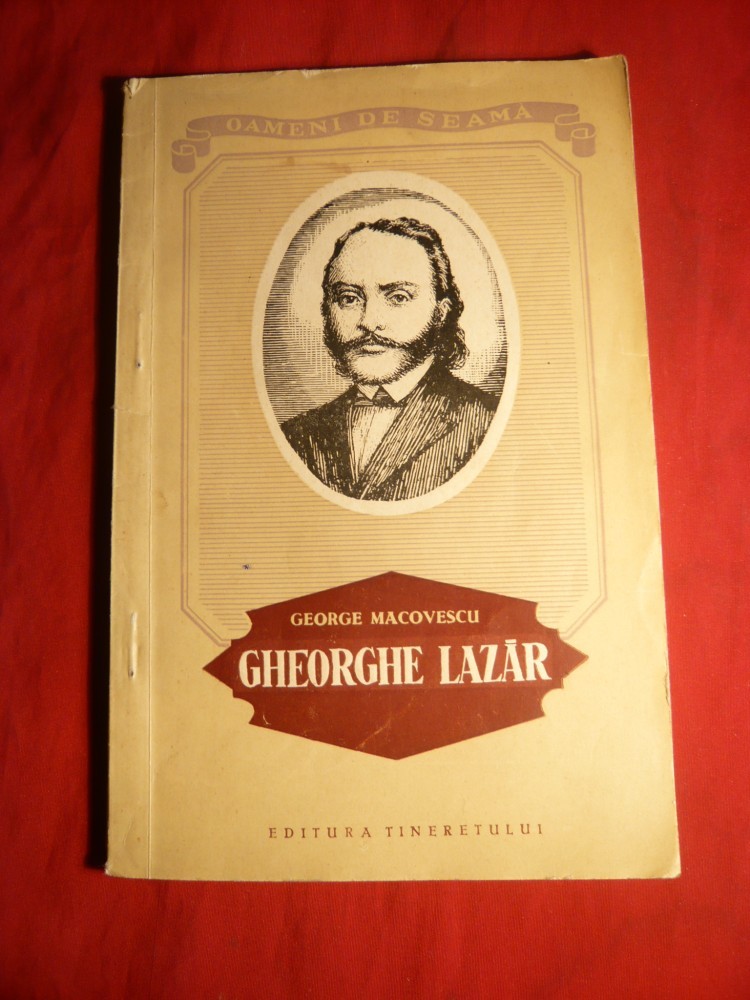 OAMENI DE SEAMĂ
GEORGE MACOVESCU
GHEORGHE LAZĂR
EDITURA TINERETULUI